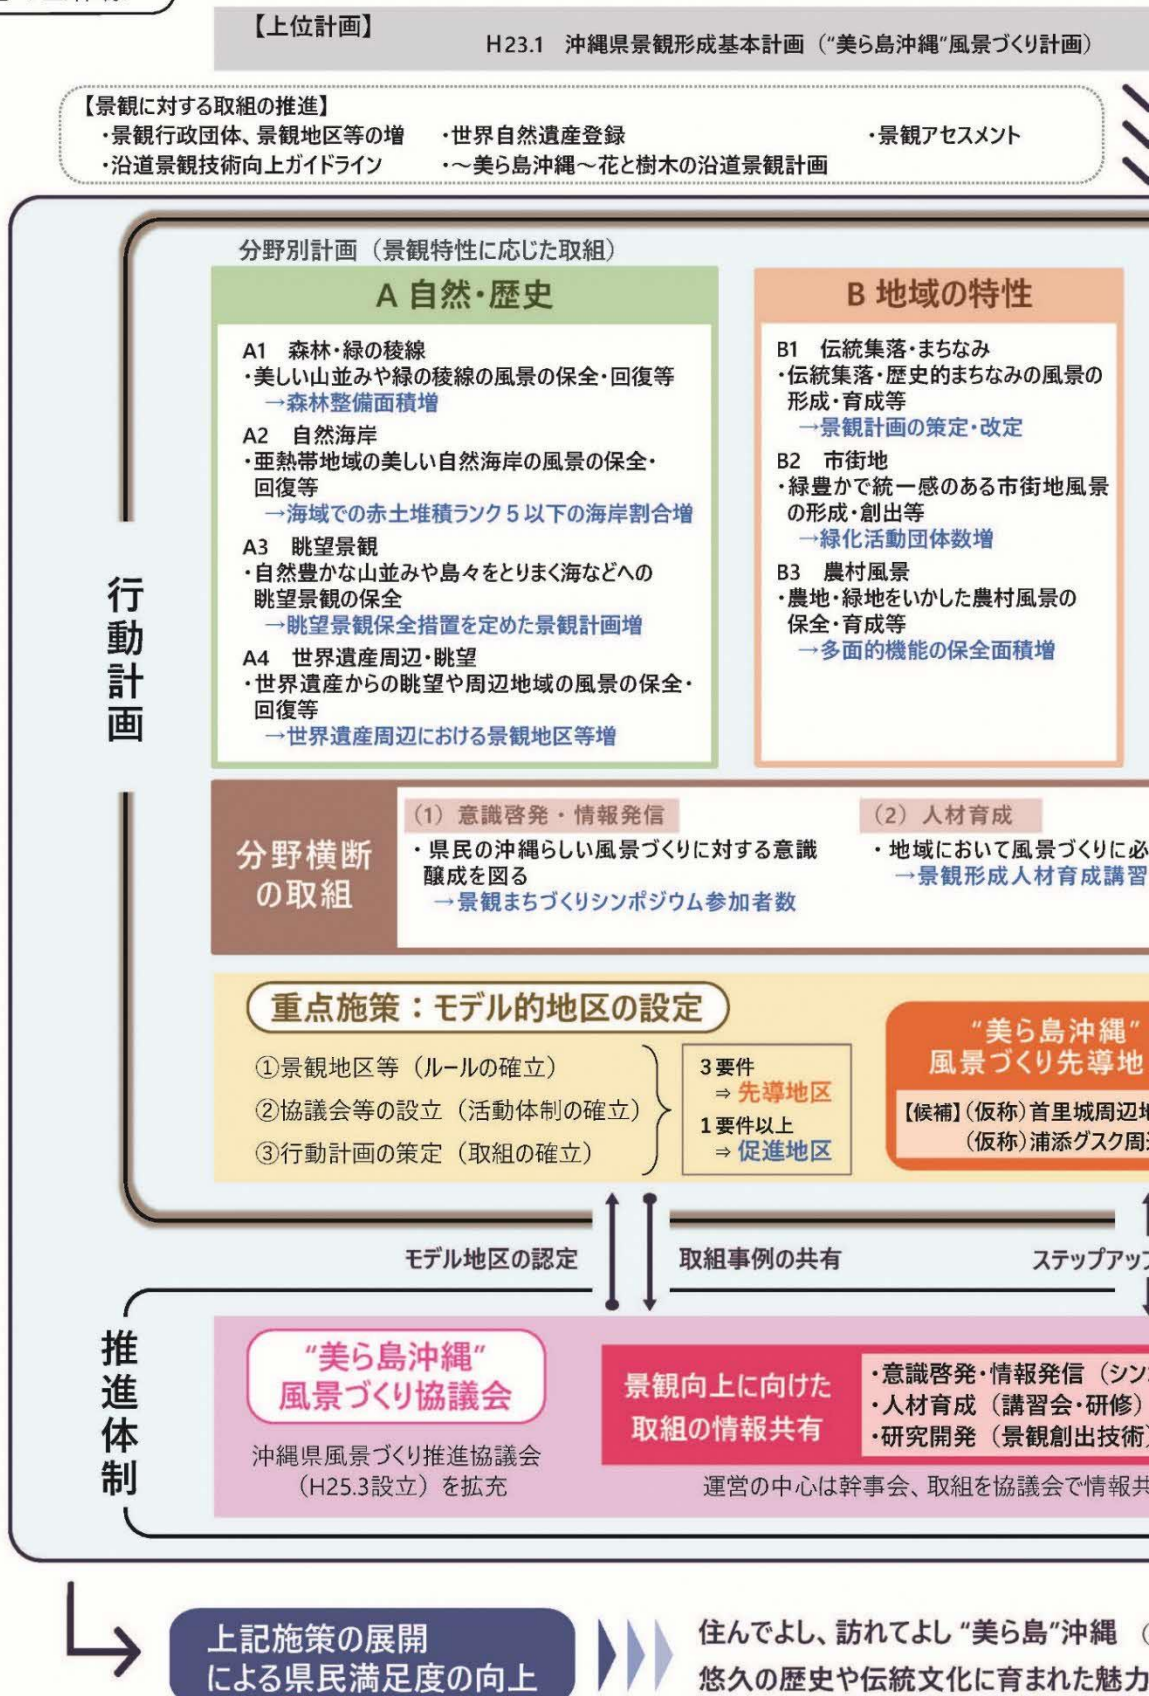 【上位計画】
H23.1 沖縄県景観形成基本計画（“美ら島沖縄”風景づくり計画）
【景観に対する取組の推進】
・景観行政団体、景観地区等の増 ・世界自然遺産登録 ・景観アセスメント
・沿道景観技術向上ガイドライン ・～美ら島沖縄～花と樹木の沿道景観計画
行動計画
分野別計画（景観特性に応じた取組）
A 自然・歴史
A1 森林・緑の稜線
・美しい山並みや緑の稜線の風景の保全・回復等
→森林整備面積増
A2 自然海岸
・亜熱帯地域の美しい自然海岸の風景の保全・
回復等
→海域での赤土堆積ランク５以下の海岸割合増
A3 眺望景観
・自然豊かな山並みや島々をとりまく海などへの
眺望景観の保全
→眺望景観保全措置を定めた景観計画増
A4 世界遺産周辺・眺望
・世界遺産からの眺望や周辺地域の風景の保全・
回復等
→世界遺産周辺における景観地区等増
B 地域の特性
B1 伝統集落・まちなみ
・伝統集落・歴史的まちなみの風景の
形成・育成等
→景観計画の策定・改定
B2 市街地
・緑豊かで統一感のある市街地風景
の形成・創出等
→緑化活動団体数増
B3 農村風景
・農地・緑地をいかした農村風景の
保全・育成等
→多面的機能の保全面積増
分野横断
の取組
（1）意識啓発・情報発信
・県民の沖縄らしい風景づくりに対する意識
醸成を図る
→景観まちづくりシンポジウム参加者数
（2）人材育成
・地域において風景づくりに必
→景観形成人材育成講習
重点施策：モデル的地区の設定
①景観地区等（ルールの確立）
②協議会等の設立（活動体制の確立）
③行動計画の策定（取組の確立）
3要件
⇒ 先導地区
1要件以上
⇒ 促進地区
“美ら島沖縄”
風景づくり先導地
【候補】（仮称）首里城周辺
（仮称）浦添グスク周
モデル地区の認定
取組事例の共有
ステップアップ
推進体制
“美ら島沖縄”
風景づくり協議会
沖縄県風景づくり推進協議会
（H25.3設立）を拡充
景観向上に向けた
取組の情報共有
・意識啓発・情報発信（シン
・人材育成（講習会・研修）
・研究開発（景観創出技術）
運営の中心は幹事会、取組を協議会で情報共
上記施策の展開
による県民満足度の向上
住んでよし、訪れてよし “美ら島”沖縄（
悠久の歴史や伝統文化に育まれた魅力